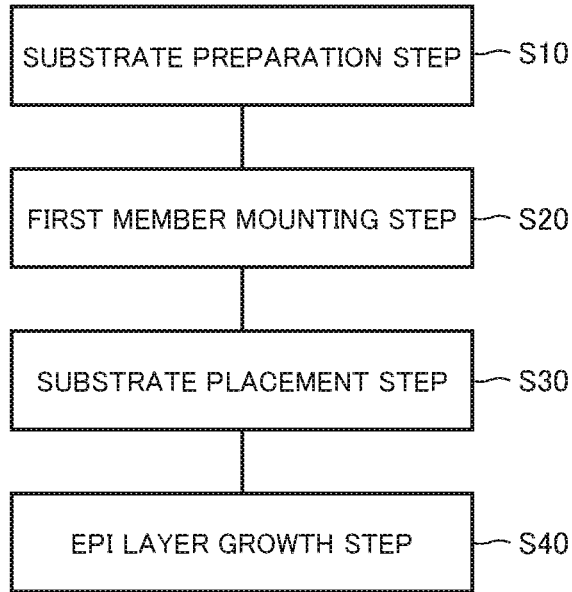 SUBSTRATE PREPARATION STEP S10
FIRST MEMBER MOUNTING STEP S20
SUBSTRATE PLACEMENT STEP S30
EPI LAYER GROWTH STEP S40